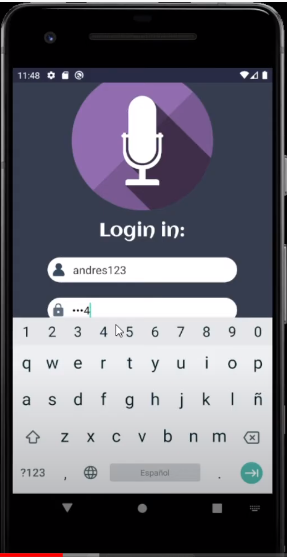 11:48
Login in:
andres123
•••4
1 2 3 4 5 6 7 8 9 0
q w e r t y u i o p
a s d f g h j k l ñ
z x c v b n m
?123 , Español .